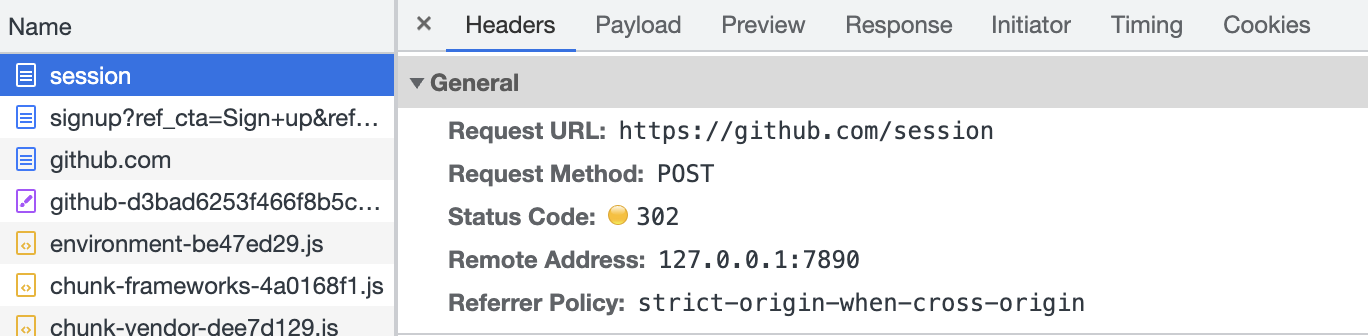 Name
session
signup?ref_cta=Sign+up&ref…
github.com
github-d3bad6253f466f8b5c…
environment-be47ed29.js
chunk-frameworks-4a0168f1.js
chunk-vendor-dee7d129.js
× Headers Payload Preview Response Initiator Timing Cookies
General
Request URL: https://github.com/session
Request Method: POST
Status Code: 302
Remote Address: 127.0.0.1:7890
Referrer Policy: strict-origin-when-cross-origin